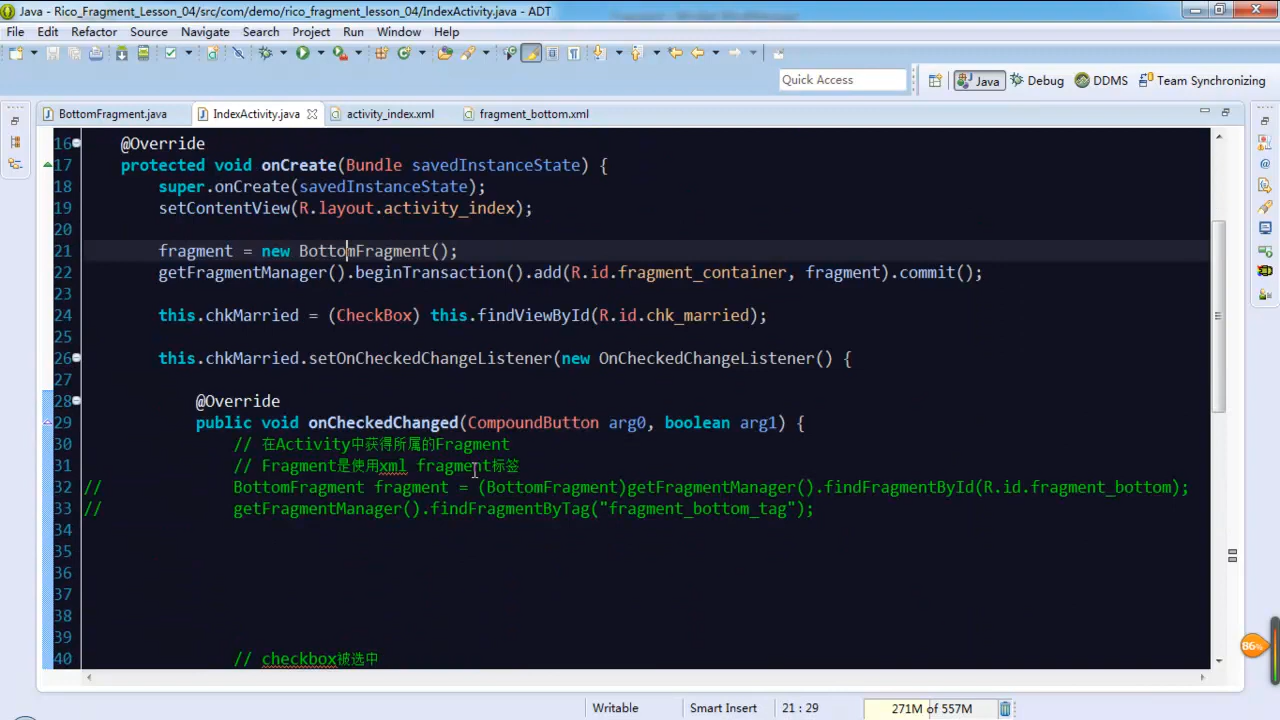 Java - Rico_Fragment_Lesson_04/src/com/demo/rico_fragment_lesson_04/IndexActivity.java - ADT
File Edit Refactor Source Navigate Search Project Run Window Help
Quick Access
Java
Debug
DDMS
Team Synchronizing
BottomFragment.java
IndexActivity.java
activity_index.xml
fragment_bottom.xml
16 @Override
17 protected void onCreate(Bundle savedInstanceState) {
18 super.onCreate(savedInstanceState);
19 setContentView(R.layout.activity_index);
20
21 fragment = new BottomFragment();
22 getFragmentManager().beginTransaction().add(R.id.fragment_container, fragment).commit();
23
24 this.chkMarried = (CheckBox) this.findViewById(R.id.chk_married);
25
26 this.chkMarried.setOnCheckedChangeListener(new OnCheckedChangeListener() {
27
28 @Override
29 public void onCheckedChanged(CompoundButton arg0, boolean arg1) {
30 // 在Activity中获得所属的Fragment
31 // Fragment是使用xml fragment标签
32 // BottomFragment fragment = (BottomFragment)getFragmentManager().findFragmentById(R.id.fragment_bottom);
33 // getFragmentManager().findFragmentByTag("fragment_bottom_tag");
34
35
36
37
38
39
40 // checkbox被选中
86%
Writable
Smart Insert
21 : 29
271M of 557M